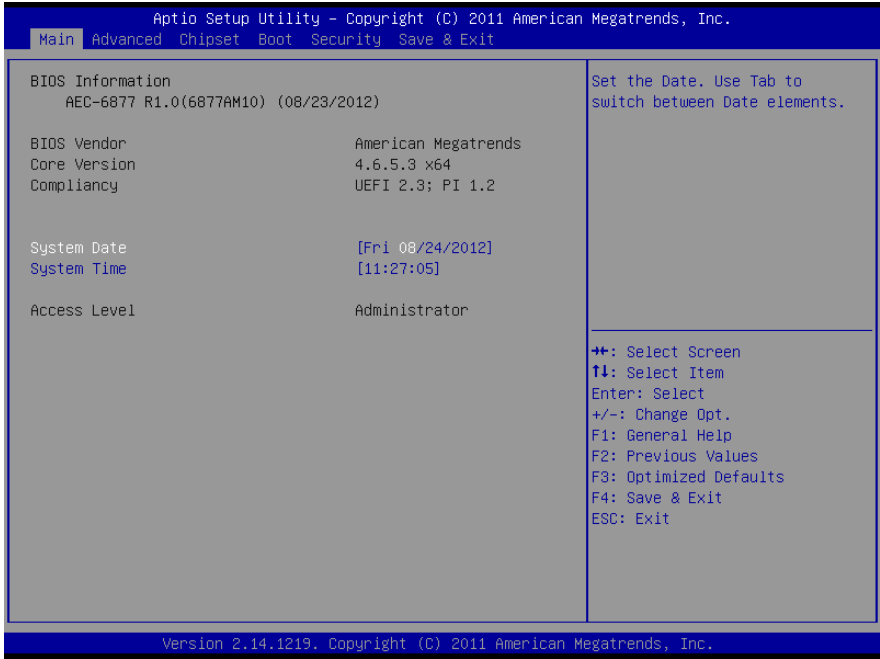 Aptio Setup Utility – Copyright (C) 2011 American Megatrends, Inc.
Main Advanced Chipset Boot Security Save & Exit
BIOS Information
AEC-6877 R1.0(6877AM10) (08/23/2012)
BIOS Vendor American Megatrends
Core Version 4.6.5.3 x64
Compliancy UEFI 2.3; PI 1.2
System Date [Fri 08/24/2012]
System Time [11:27:05]
Access Level Administrator
Set the Date. Use Tab to
switch between Date elements.
→←: Select Screen
↑↓: Select Item
Enter: Select
+/-: Change Opt.
F1: General Help
F2: Previous Values
F3: Optimized Defaults
F4: Save & Exit
ESC: Exit
Version 2.14.1219. Copyright (C) 2011 American Megatrends, Inc.